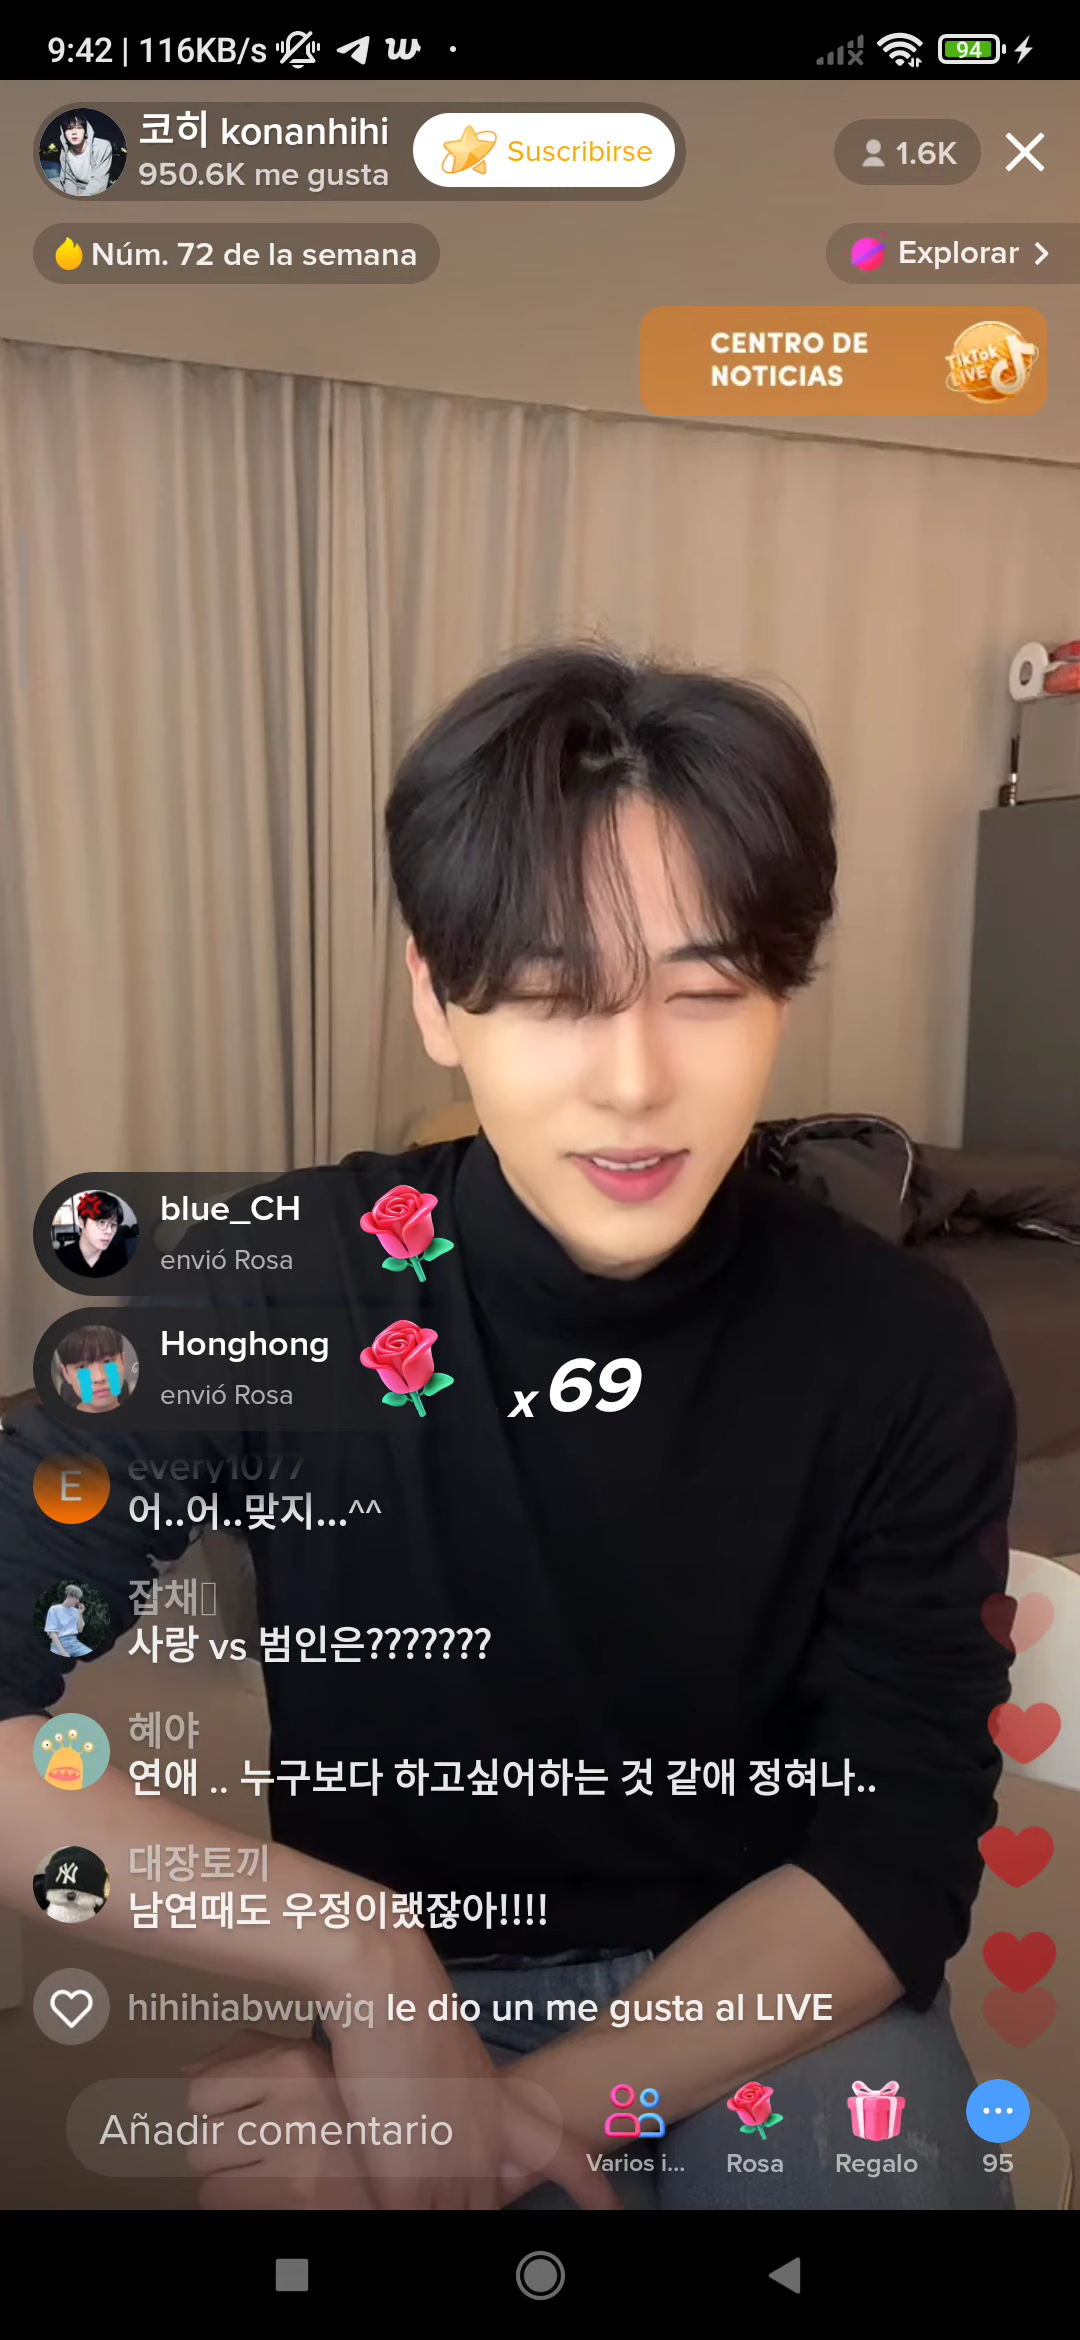 9:42 | 116KB/s
94
코히 konanhihi
950.6K me gusta
Suscribirse
1.6K
Núm. 72 de la semana
Explorar
CENTRO DE
NOTICIAS
TikTok
LIVE
blue_CH
envió Rosa
Honghong
envió Rosa
x 69
every1077
E
어..어..맞지...^^
잡채
사랑 vs 범인은???????
혜야
연애 .. 누구보다 하고싶어하는 것 같애 정혀나..
대장토끼
남연때도 우정이랬잖아!!!!
hihihiabwuwjq le dio un me gusta al LIVE
Añadir comentario
Varios i...
Rosa
Regalo
95